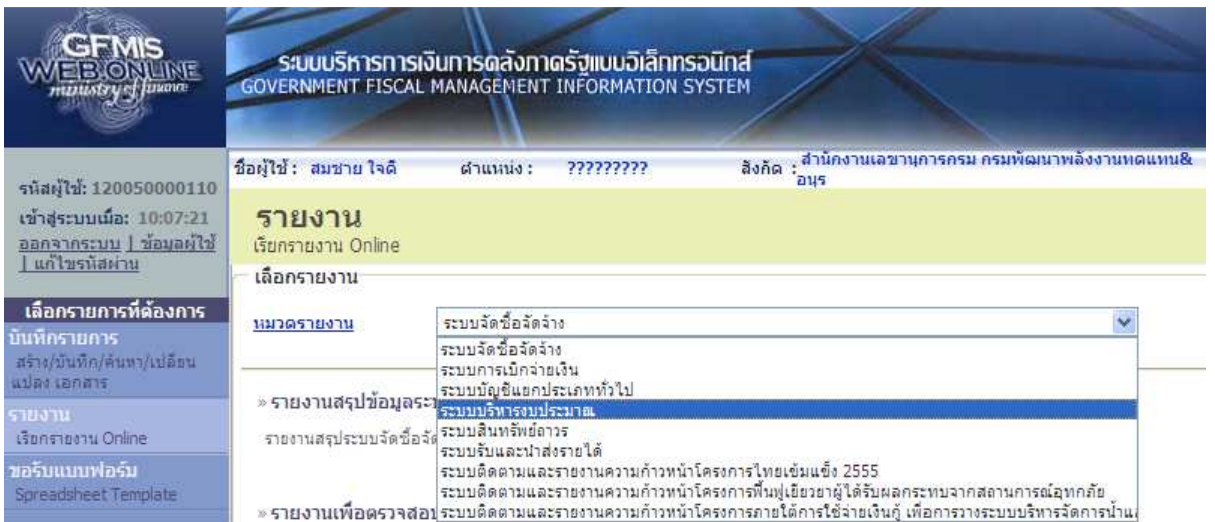 GFMIS
WEB ONLINE
ministry of finance
ระบบบริหารการเงินการคลังภาครัฐแบบอิเล็กทรอนิกส์
GOVERNMENT FISCAL MANAGEMENT INFORMATION SYSTEM
ชื่อผู้ใช้ : สมชาย ใจดี ตำแหน่ง : ????????? สังกัด : สำนักงานเลขานุการกรม กรมพัฒนาพลังงานทดแทน&
อนุร
รหัสผู้ใช้: 120050000110
เข้าสู่ระบบเมื่อ: 10:07:21
ออกจากระบบ | ข้อมูลผู้ใช้
| แก้ไขรหัสผ่าน
เลือกรายการที่ต้องการ
บันทึกรายการ
สร้าง/บันทึก/ค้นหา/เปลี่ยน
แปลง เอกสาร
รายงาน
เรียกรายงาน Online
ขอรับแบบฟอร์ม
Spreadsheet Template
รายงาน
เรียกรายงาน Online
เลือกรายงาน
หมวดรายงาน ระบบจัดซื้อจัดจ้าง
ระบบจัดซื้อจัดจ้าง
ระบบการเบิกจ่ายเงิน
ระบบบัญชีแยกประเภททั่วไป
» รายงานสรุปข้อมูลระ
ระบบบริหารงบประมาณ
ระบบสินทรัพย์ถาวร
รายงานสรุประบบจัดซื้อจัด
ระบบรับและนำส่งรายได้
ระบบติดตามและรายงานความก้าวหน้าโครงการไทยเข้มแข็ง 2555
ระบบติดตามและรายงานความก้าวหน้าโครงการฟื้นฟูเยียวยาผู้ได้รับผลกระทบจากสถานการณ์อุทกภัย
» รายงานเพื่อตรวจสอบ
ระบบติดตามและรายงานความก้าวหน้าโครงการภายใต้การใช้จ่ายเงินกู้ เพื่อการวางระบบบริหารจัดการน้ำแ